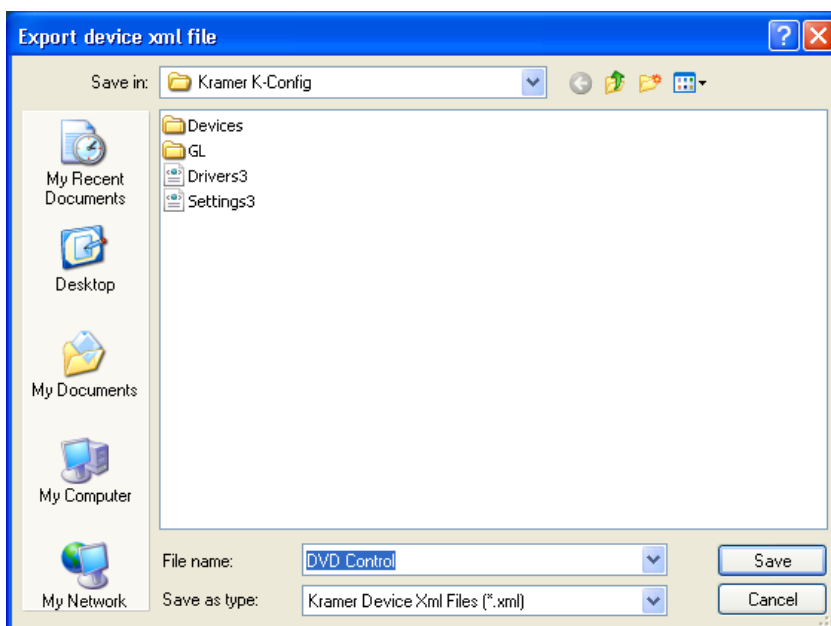 Export device xml file
Save in: Kramer K-Config
My Recent
Documents
Desktop
My Documents
My Computer
My Network
Devices
GL
Drivers3
Settings3
File name: DVD Control Save
Save as type: Kramer Device Xml Files (*.xml) Cancel